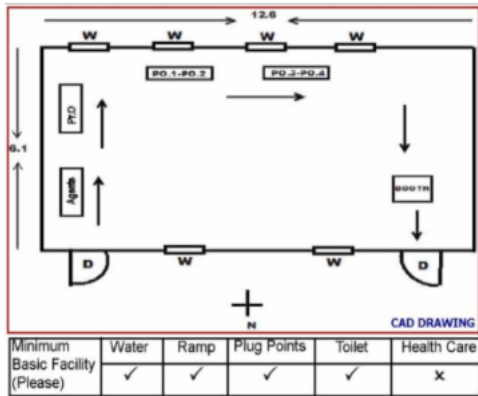 12.6
W W W W
PO.1-PO.2 PO.3-PO.4
Pr.O
6.1
Agents
BOOTH
D W W D
N
CAD DRAWING
Minimum Basic Facility (Please) Water Ramp Plug Points Toilet Health Care
✓ ✓ ✓ ✓ x